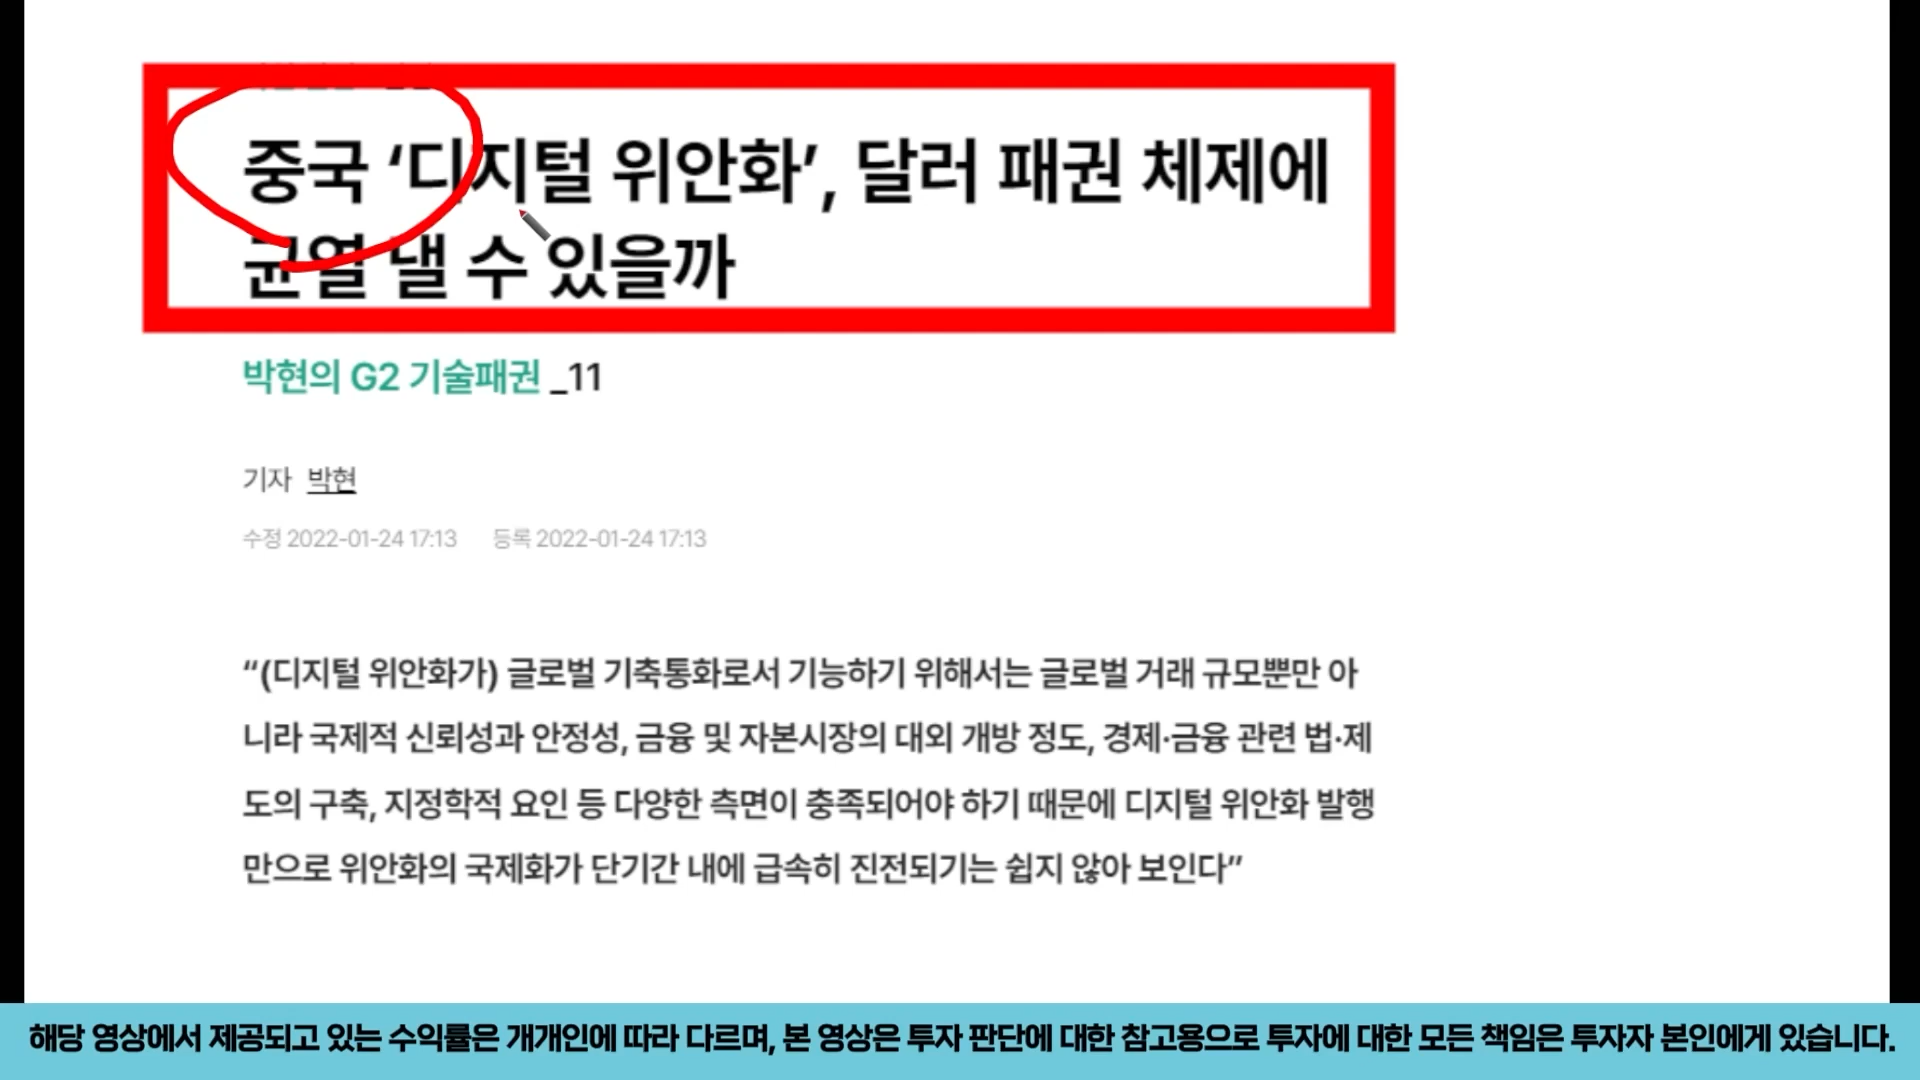 중국 ‘디지털 위안화’, 달러 패권 체제에
균열 낼 수 있을까
박현의 G2 기술패권 _11
기자 박현
수정 2022-01-24 17:13 등록 2022-01-24 17:13
“(디지털 위안화가) 글로벌 기축통화로서 기능하기 위해서는 글로벌 거래 규모뿐만 아
니라 국제적 신뢰성과 안정성, 금융 및 자본시장의 대외 개방 정도, 경제·금융 관련 법·제
도의 구축, 지정학적 요인 등 다양한 측면이 충족되어야 하기 때문에 디지털 위안화 발행
만으로 위안화의 국제화가 단기간 내에 급속히 진전되기는 쉽지 않아 보인다”
해당 영상에서 제공되고 있는 수익률은 개개인에 따라 다르며, 본 영상은 투자 판단에 대한 참고용으로 투자에 대한 모든 책임은 투자자 본인에게 있습니다.